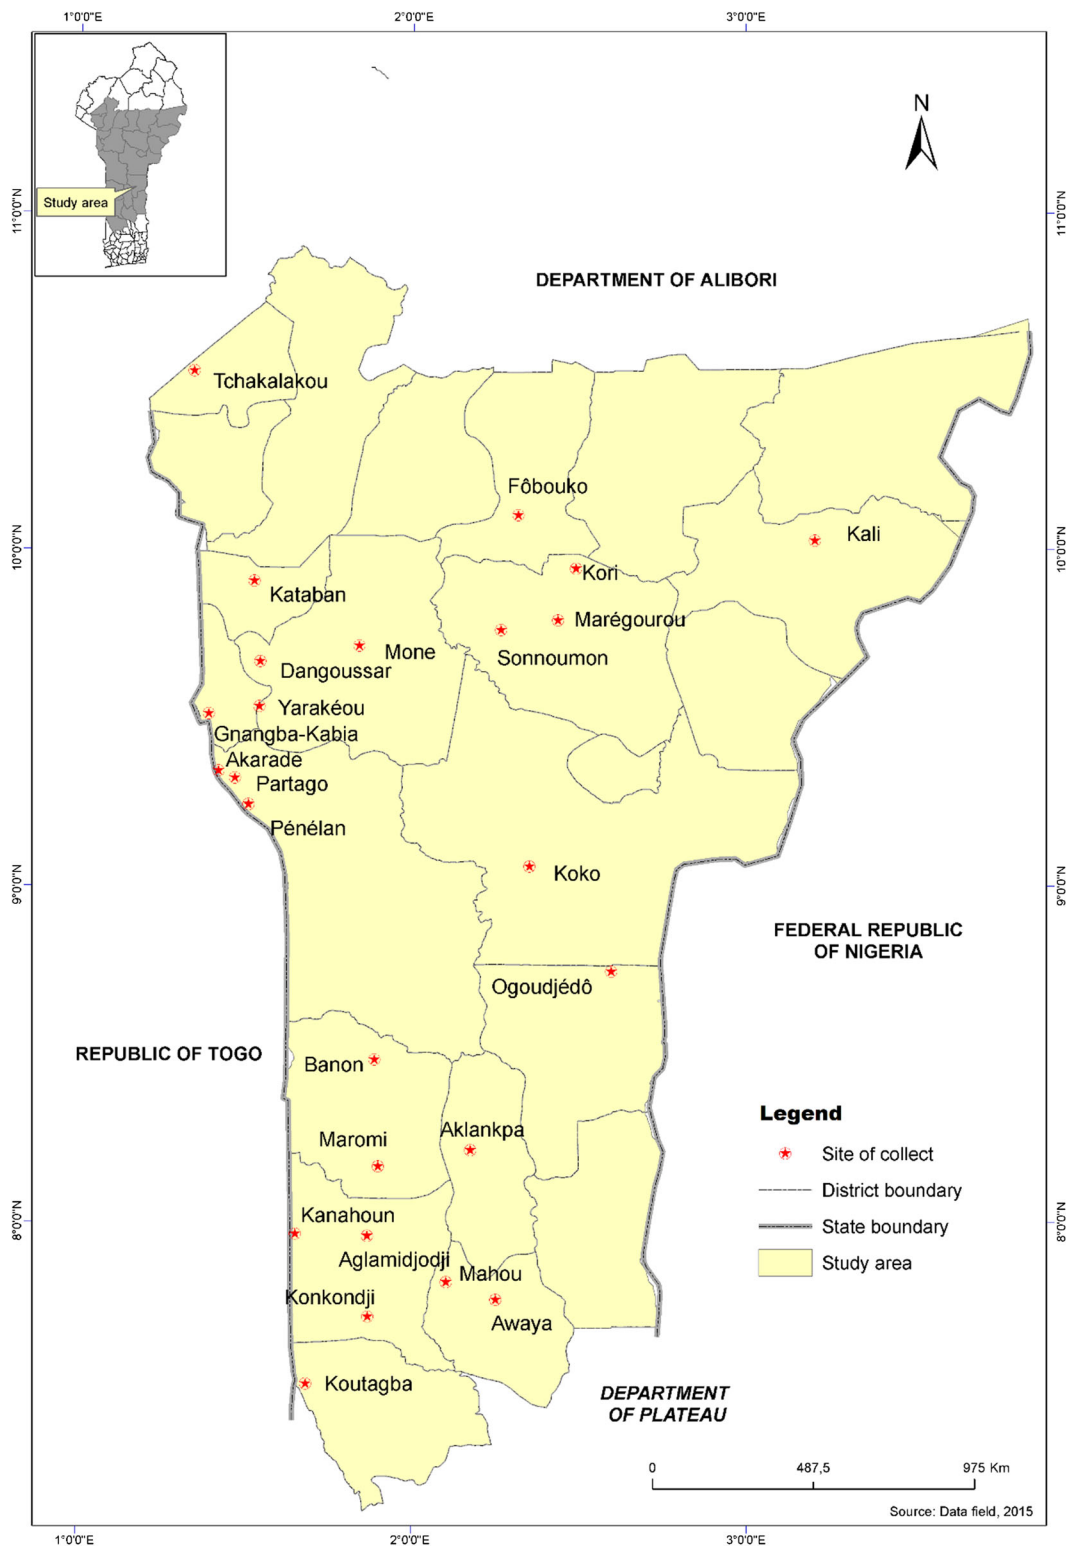 1°0'0"E
2°0'0"E
3°0'0"E
N
Study area
11°0'0"N
11°0'0"N
DEPARTMENT OF ALIBORI
Tchakalakou
Fôbouko
Kali
10°0'0"N
10°0'0"N
Kori
Kataban
Marégourou
Mone
Sonnoumon
Dangoussar
Yarakéou
Gnangba-Kabia
Akarade
Partago
Pénélan
Koko
9°0'0"N
9°0'0"N
FEDERAL REPUBLIC
OF NIGERIA
Ogoudjédô
REPUBLIC OF TOGO
Banon
Legend
Aklankpa
Maromi
Site of collect
District boundary
Kanahoun
8°0'0"N
8°0'0"N
State boundary
Aglamidjodji
Study area
Mahou
Konkondji
Awaya
Koutagba
DEPARTMENT
OF PLATEAU
0
487,5
975 Km
Source: Data field, 2015
1°0'0"E
2°0'0"E
3°0'0"E